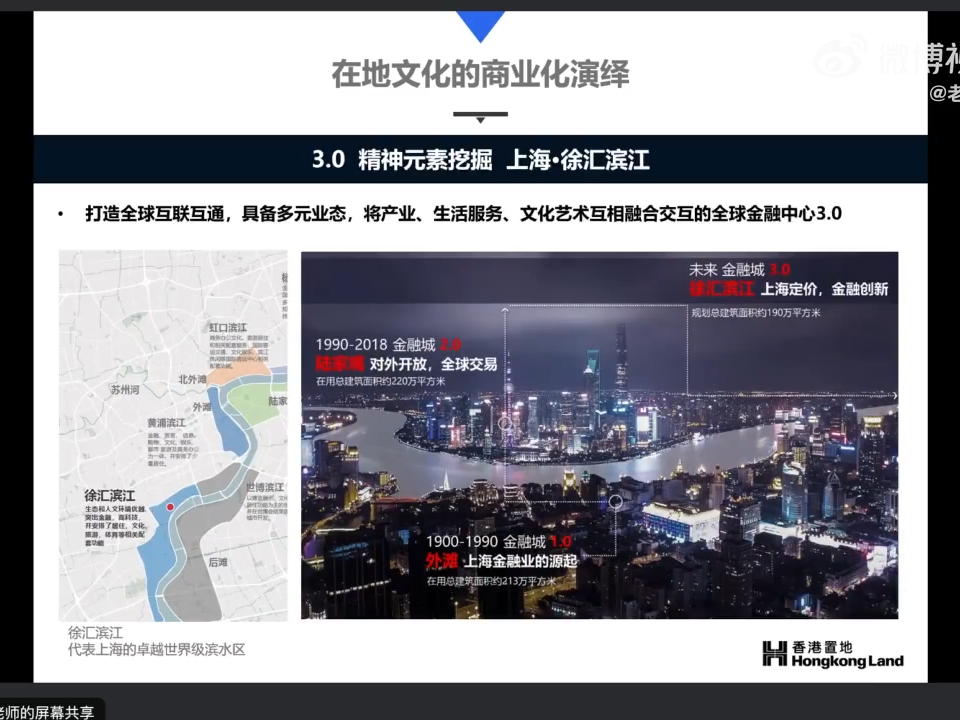 在地文化的商业化演绎
微博视
@老
3.0 精神元素挖掘 上海·徐汇滨江
• 打造全球互联互通，具备多元业态，将产业、生活服务、文化艺术互相融合交互的全球金融中心3.0
虹口滨江
北外滩
苏州河
外滩
陆家
黄浦滨江
世博滨江
徐汇滨江
生态和人文环境优越，
突出金融、高科技，
并安排了居住、文化、
旅游、体育等相关配
套功能
后滩
徐汇滨江
代表上海的卓越世界级滨水区
未来 金融城 3.0
徐汇滨江 上海定价，金融创新
规划总建筑面积约190万平方米
1990-2018 金融城 2.0
陆家嘴 对外开放，全球交易
在用总建筑面积约220万平方米
1900-1990 金融城 1.0
外滩 上海金融业的源起
在用总建筑面积约213万平方米
香港置地
Hongkong Land
老师的屏幕共享